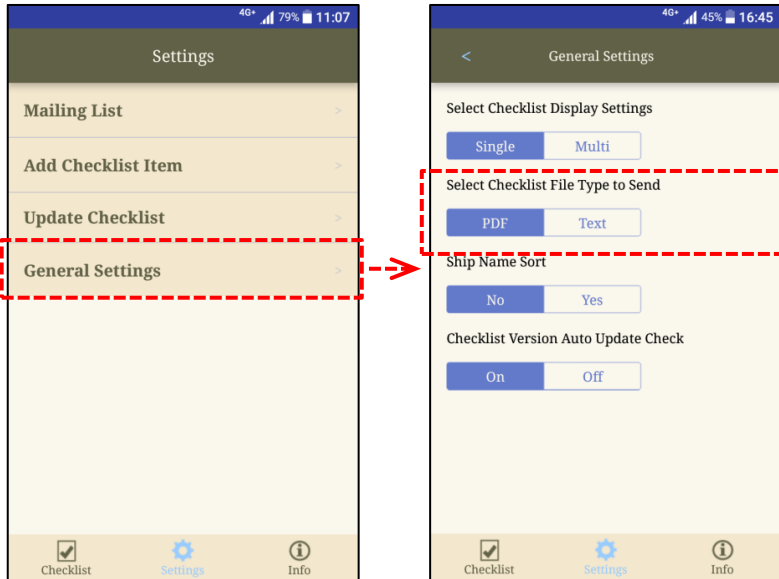 4G+ 79% 11:07
Settings
Mailing List >
Add Checklist Item >
Update Checklist >
General Settings >
Checklist Settings Info
4G+ 45% 16:45
< General Settings
Select Checklist Display Settings
Single Multi
Select Checklist File Type to Send
PDF Text
Ship Name Sort
No Yes
Checklist Version Auto Update Check
On Off
Checklist Settings Info